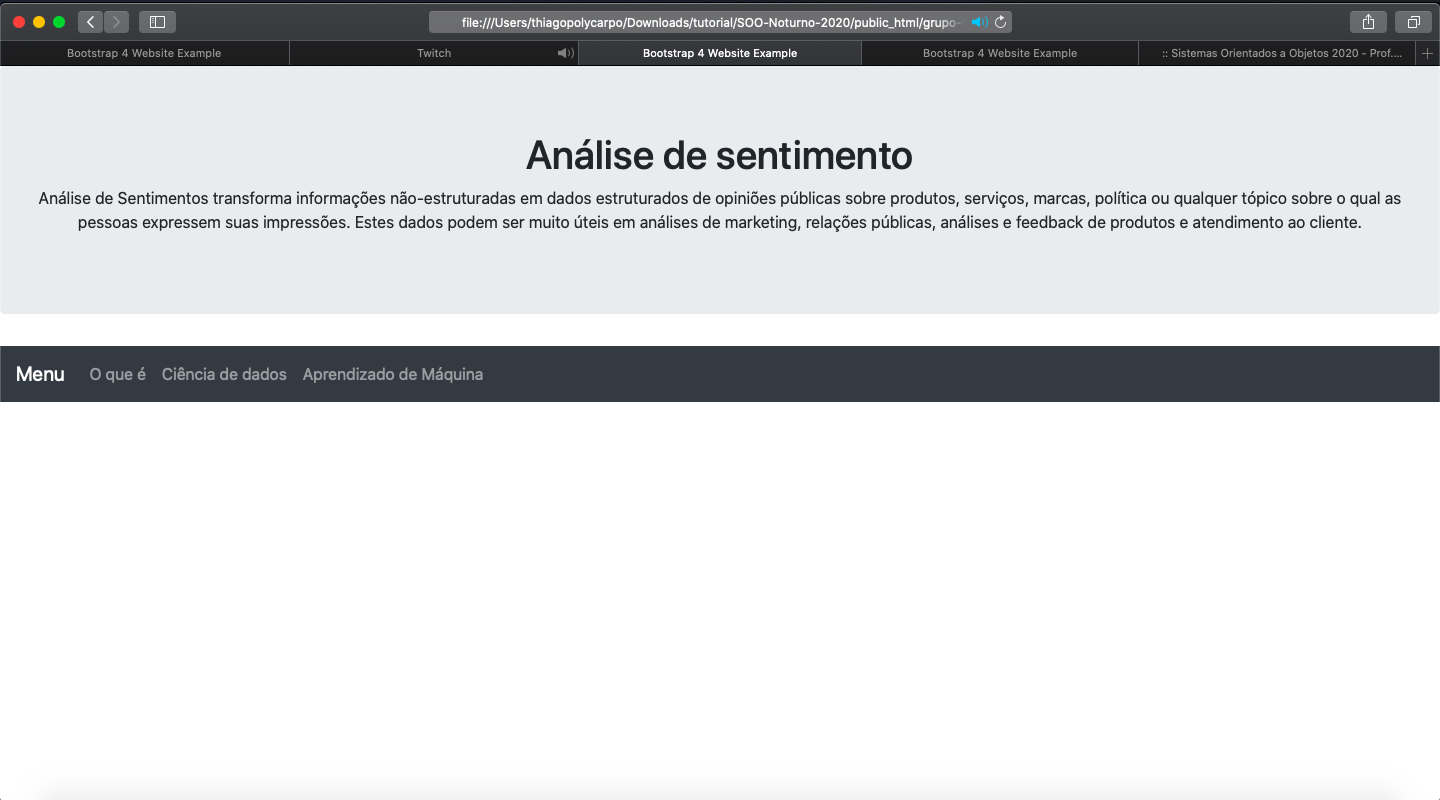 file:///Users/thiagopolycarpo/Downloads/tutorial/SOO-Noturno-2020/public_html/grupo-
Bootstrap 4 Website Example
Twitch
Bootstrap 4 Website Example
Bootstrap 4 Website Example
:: Sistemas Orientados a Objetos 2020 - Prof....
Análise de sentimento
Análise de Sentimentos transforma informações não-estruturadas em dados estruturados de opiniões públicas sobre produtos, serviços, marcas, política ou qualquer tópico sobre o qual as
pessoas expressem suas impressões. Estes dados podem ser muito úteis em análises de marketing, relações públicas, análises e feedback de produtos e atendimento ao cliente.
Menu O que é Ciência de dados Aprendizado de Máquina